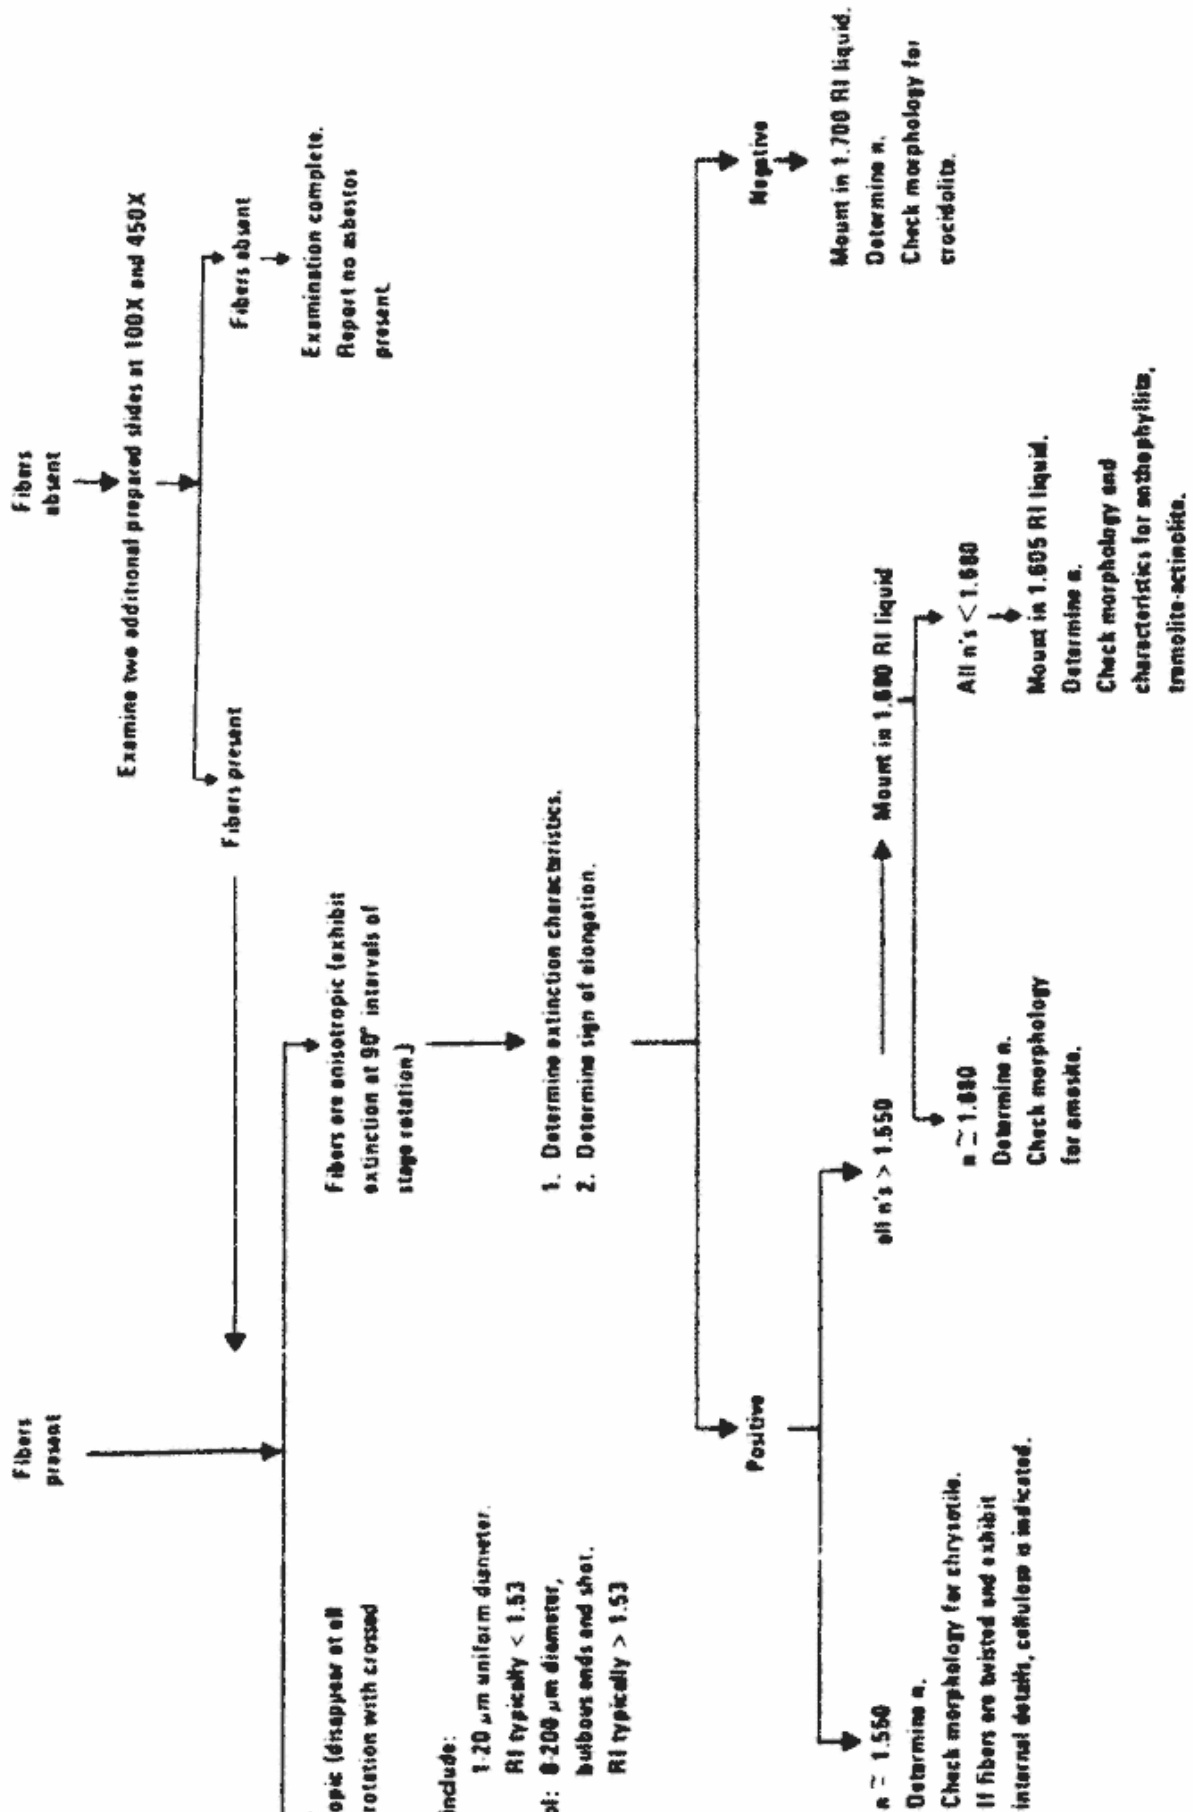 Fibers
present
Fibers
absent
Examine two additional prepared slides at 100X and 450X
Fibers present
Fibers absent
Examination complete.
Report no asbestos
present.
opic (disappear at all
rotation with crossed
include:
1-20 μm uniform diameter.
RI typically < 1.53
ol: 8-200 μm diameter,
bulbous ends and shot.
RI typically > 1.53
Fibers are anisotropic (exhibit
extinction at 90° intervals of
stage rotation.)
1. Determine extinction characteristics.
2. Determine sign of elongation.
Positive
Negative
Mount in 1.700 RI liquid.
Determine n.
Check morphology for
crocidolite.
n ≃ 1.550
Determine n.
Check morphology for chrysotile.
If fibers are twisted and exhibit
internal details, cellulose is indicated.
all n's > 1.550
Mount in 1.680 RI liquid
n ≃ 1.680
Determine n.
Check morphology
for amosite.
All n's < 1.680
Mount in 1.605 RI liquid.
Determine n.
Check morphology and
characteristics for anthophyllite,
tremolite-actinolite.